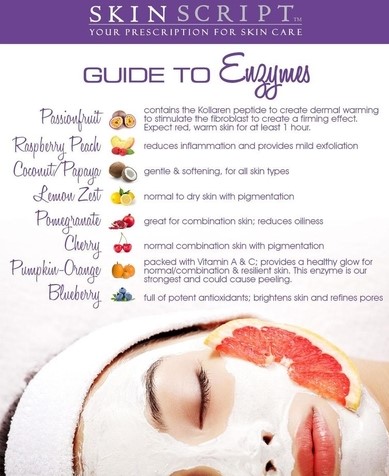 SKIN SCRIPT TM
YOUR PRESCRIPTION FOR SKIN CARE
GUIDE TO Enzymes
Passionfruit
contains the Kollaren peptide to create dermal warming
to stimulate the fibroblast to create a firming effect.
Expect red, warm skin for at least 1 hour.
Raspberry Peach
reduces inflammation and provides mild exfoliation
Coconut/Papaya
gentle & softening, for all skin types
Lemon Zest
normal to dry skin with pigmentation
Pomegranate
great for combination skin; reduces oiliness
Cherry
normal combination skin with pigmentation
Pumpkin-Orange
packed with Vitamin A & C; provides a healthy glow for
normal/combination & resilient skin. This enzyme is our
strongest and could cause peeling.
Blueberry
full of potent antioxidants; brightens skin and refines pores